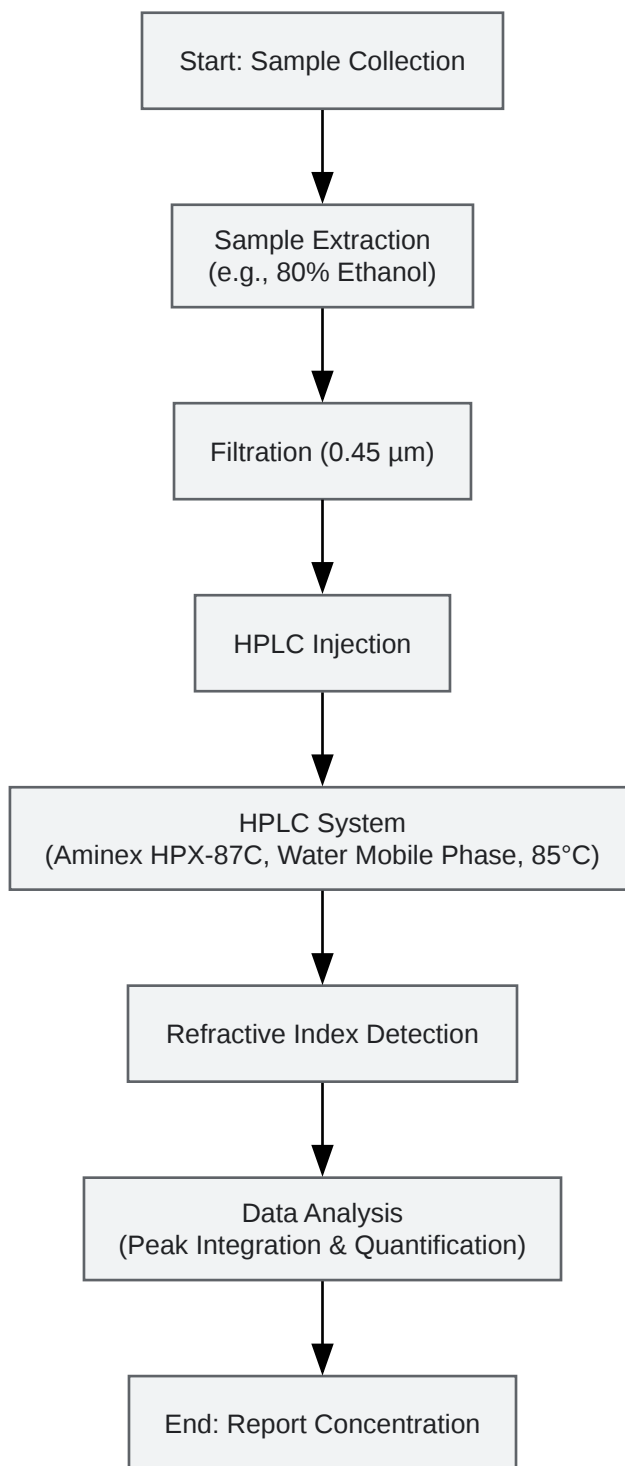 Start: Sample Collection
Sample Extraction
(e.g., 80% Ethanol)
Filtration (0.45 µm)
HPLC Injection
HPLC System
(Aminex HPX-87C, Water Mobile Phase, 85°C)
Refractive Index Detection
Data Analysis
(Peak Integration & Quantification)
End: Report Concentration